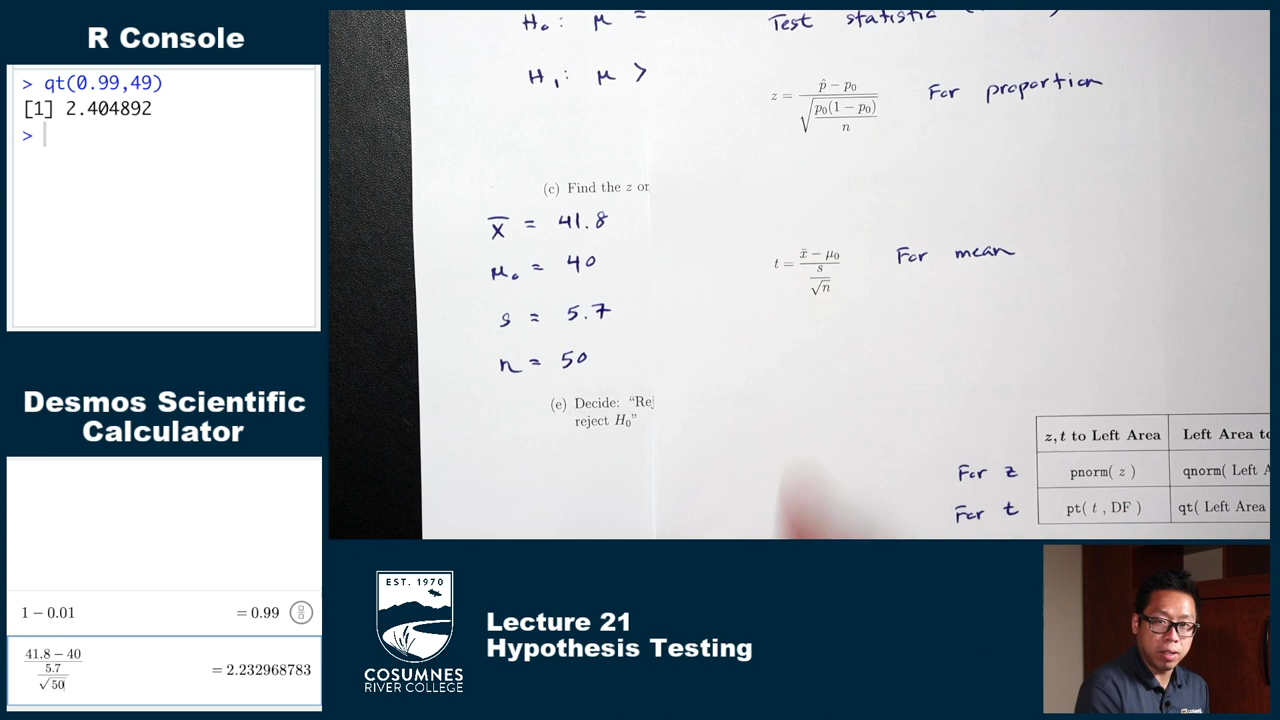 R Console
> qt(0.99,49)
[1] 2.404892
>
Desmos Scientific
Calculator
1 − 0.01 = 0.99
(41.8 − 40)/(5.7/√50) = 2.232968783
H₀: μ =
H₁: μ >
(c) Find the z or
x̄ = 41.8
μ₀ = 40
s = 5.7
n = 50
(e) Decide: “Rej
reject H₀”
Test statistic
z = (p̂ − p₀)/√(p₀(1 − p₀)/n) For proportion
t = (x̄ − μ₀)/(s/√n) For mean
z, t to Left Area Left Area to
For z pnorm( z ) qnorm( Left
For t pt( t , DF ) qt( Left Area
EST. 1970
COSUMNES
RIVER COLLEGE
Lecture 21
Hypothesis Testing